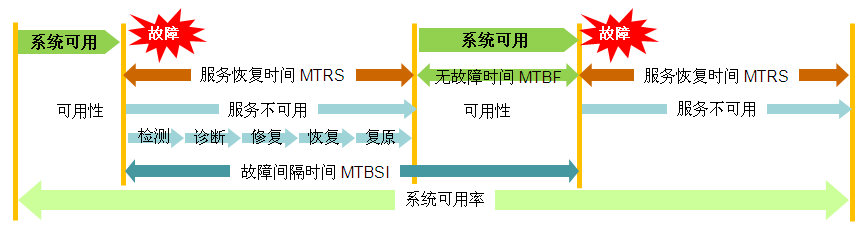 系统可用
故障
系统可用
故障
服务恢复时间 MTRS
无故障时间 MTBF
服务恢复时间 MTRS
可用性
服务不可用
可用性
服务不可用
检测
诊断
修复
恢复
复原
故障间隔时间 MTBSI
系统可用率